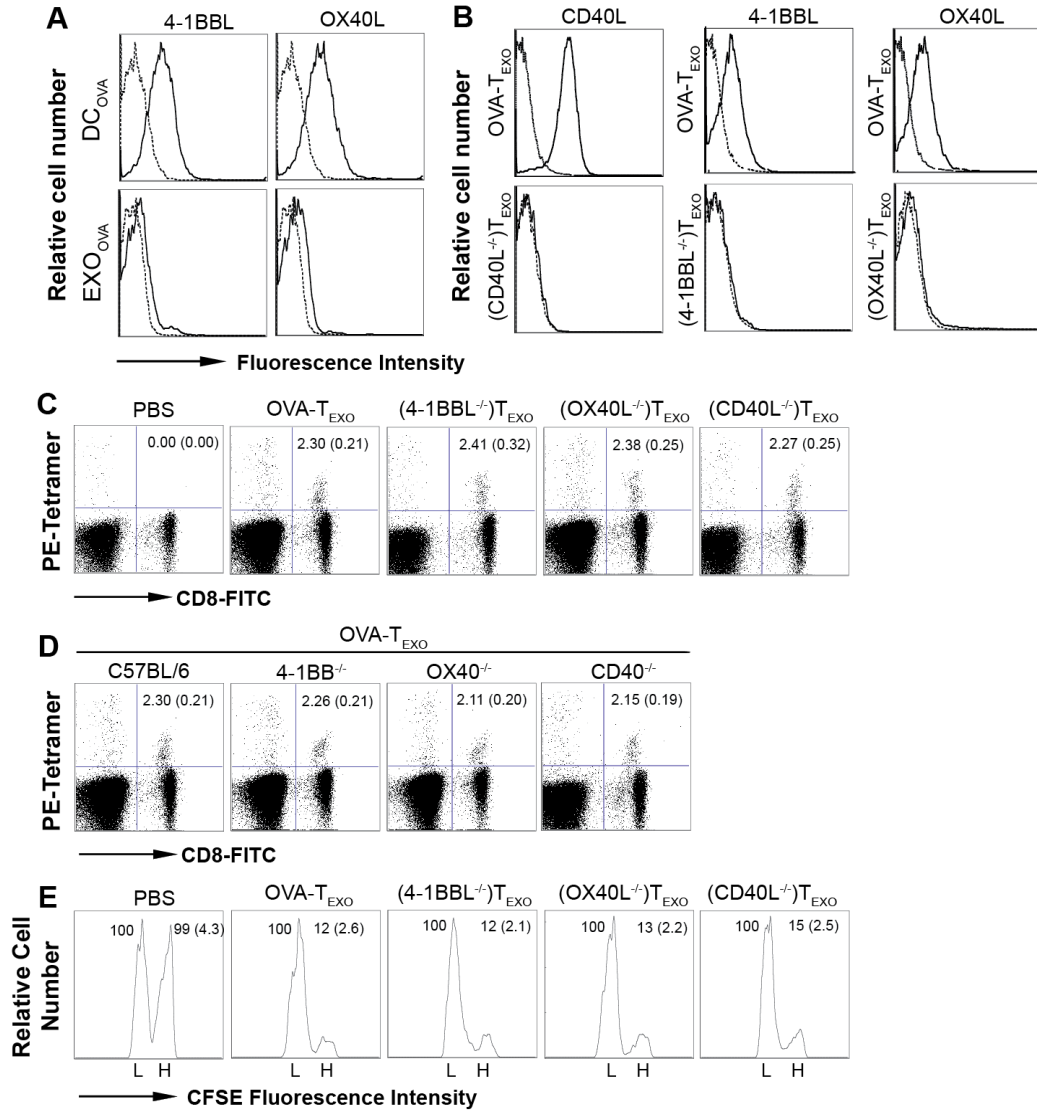 A
4-1BBL OX40L
DC_OVA
EXO_OVA
Relative cell number
Fluorescence Intensity
B
CD40L 4-1BBL OX40L
Relative cell number
OVA-T_EXO OVA-T_EXO OVA-T_EXO
(CD40L⁻/⁻)T_EXO (4-1BBL⁻/⁻)T_EXO (OX40L⁻/⁻)T_EXO
C
PBS OVA-T_EXO (4-1BBL⁻/⁻)T_EXO (OX40L⁻/⁻)T_EXO (CD40L⁻/⁻)T_EXO
0.00 (0.00) 2.30 (0.21) 2.41 (0.32) 2.38 (0.25) 2.27 (0.25)
PE-Tetramer
CD8-FITC
D
OVA-T_EXO
C57BL/6 4-1BB⁻/⁻ OX40⁻/⁻ CD40⁻/⁻
2.30 (0.21) 2.26 (0.21) 2.11 (0.20) 2.15 (0.19)
PE-Tetramer
CD8-FITC
E
PBS OVA-T_EXO (4-1BBL⁻/⁻)T_EXO (OX40L⁻/⁻)T_EXO (CD40L⁻/⁻)T_EXO
100 99 (4.3) 100 12 (2.6) 100 12 (2.1) 100 13 (2.2) 100 15 (2.5)
Relative Cell
Number
L H L H L H L H L H
CFSE Fluorescence Intensity